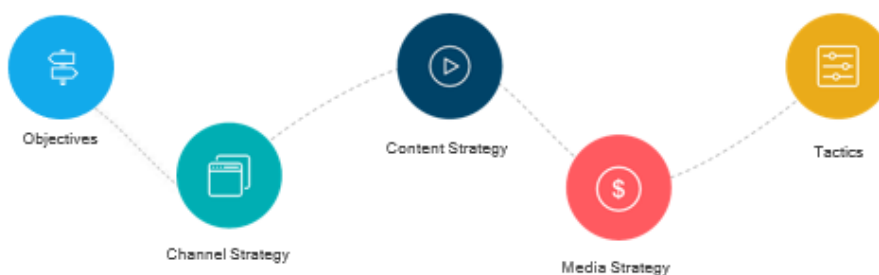 Objectives
Channel Strategy
Content Strategy
$
Media Strategy
Tactics